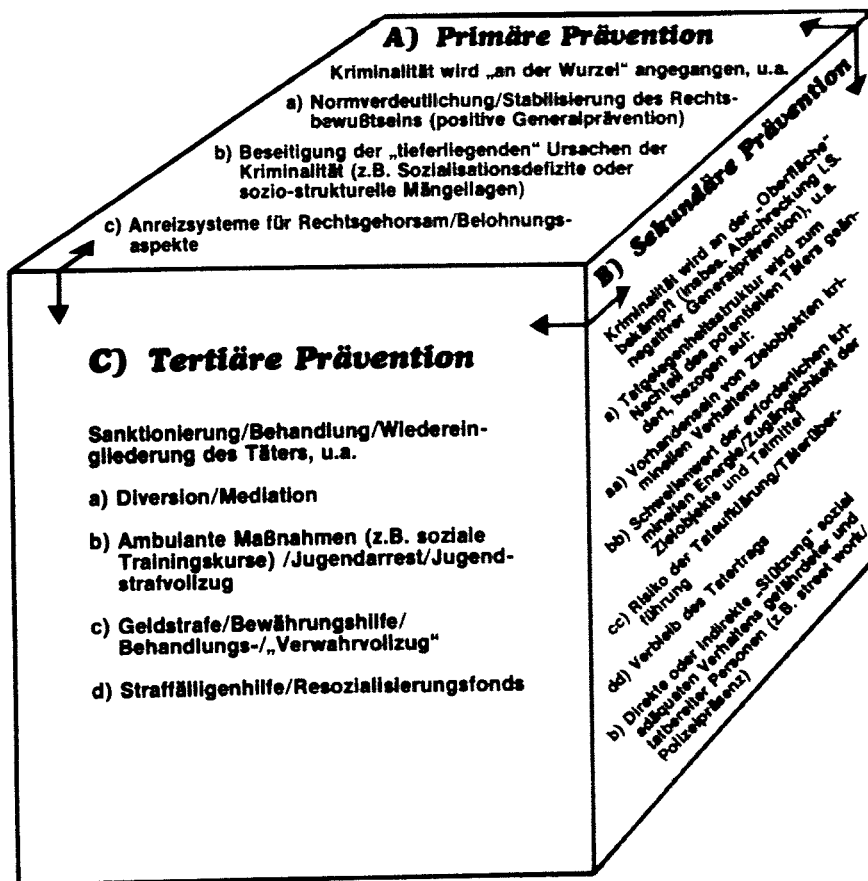 A) Primäre Prävention
Kriminalität wird „an der Wurzel“ angegangen, u.a.
a) Normverdeutlichung/Stabilisierung des Rechts-
bewußtseins (positive Generalprävention)
b) Beseitigung der „tieferliegenden“ Ursachen der
Kriminalität (z.B. Sozialisationsdefizite oder
sozio-strukturelle Mängellagen)
c) Anreizsysteme für Rechtsgehorsam/Belohnungs-
aspekte
B) Sekundäre Prävention
Kriminalität wird an der „Oberfläche“
bekämpft (insbes. Abschreckung i.S.
negativer Generalprävention), u.a.
a) Tatgelegenheitsstruktur wird zum
Nachteil des potentiellen Täters geän-
dert, bezogen auf:
aa) Vorhandensein von Zielobjekten kri-
minellen Verhaltens
bb) Schwellenwert der erforderlichen kri-
minellen Energie/Zugänglichkeit der
Zielobjekte und Tatmittel
cc) Risiko der Tataufklärung/Täterüber-
führung
dd) Verbleib des Tatertrags
b) Direkte oder indirekte „Stützung“ sozial
adäquaten Verhaltens gefährdeter und
tatbereiter Personen (z.B. street work/
Polizeipräsenz)
C) Tertiäre Prävention
Sanktionierung/Behandlung/Wiederein-
gliederung des Täters, u.a.
a) Diversion/Mediation
b) Ambulante Maßnahmen (z.B. soziale
Trainingskurse) /Jugendarrest/Jugend-
strafvollzug
c) Geldstrafe/Bewährungshilfe/
Behandlungs-/„Verwahrvollzug“
d) Straffälligenhilfe/Resozialisierungsfonds